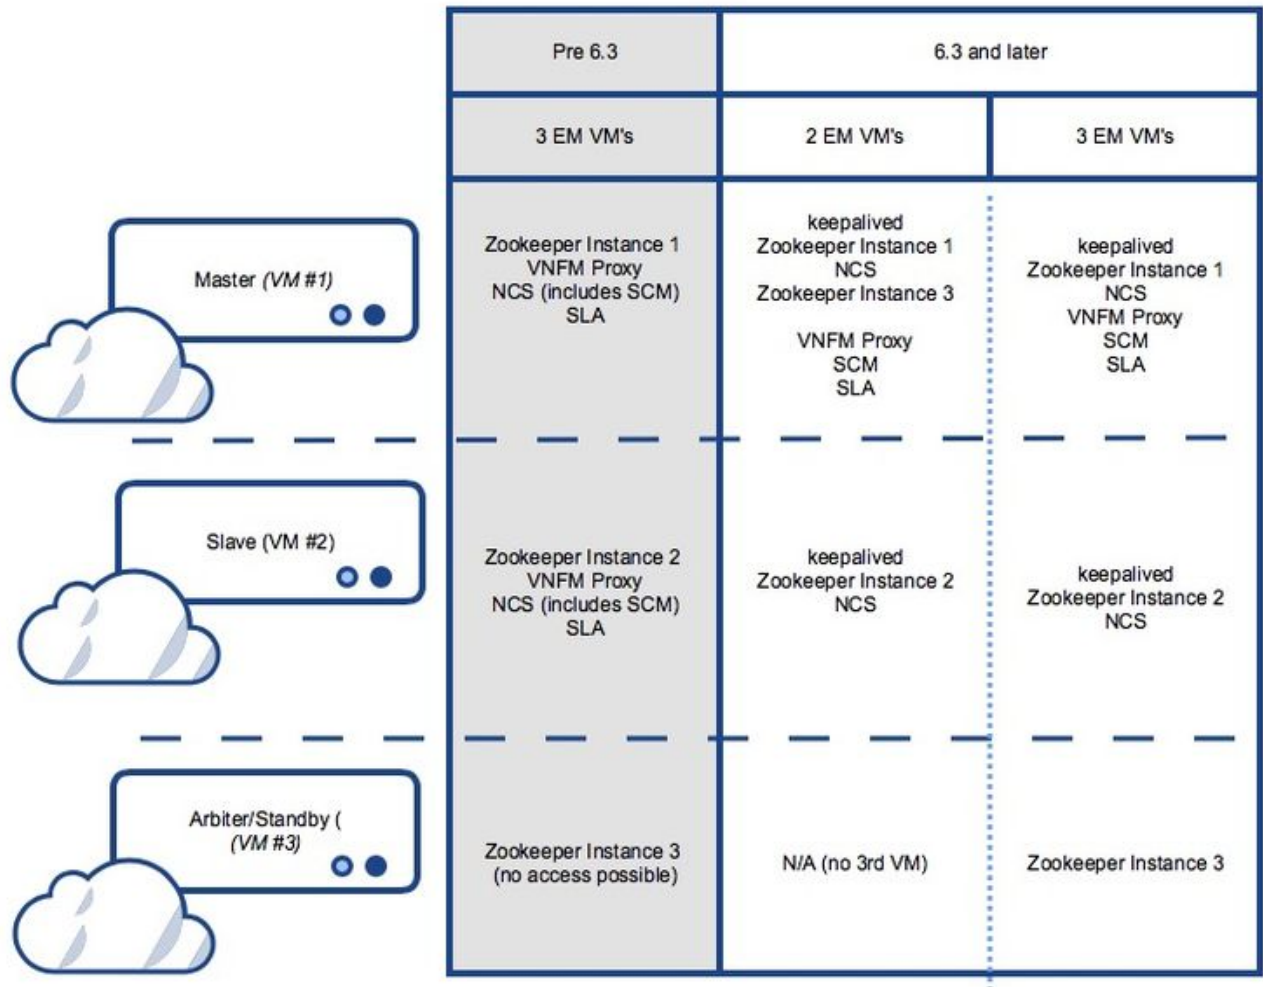 Pre 6.3
6.3 and later
3 EM VM's
2 EM VM's
3 EM VM's
Master (VM #1)
Zookeeper Instance 1
VNFM Proxy
NCS (includes SCM)
SLA
keepalived
Zookeeper Instance 1
NCS
Zookeeper Instance 3
VNFM Proxy
SCM
SLA
keepalived
Zookeeper Instance 1
NCS
VNFM Proxy
SCM
SLA
Slave (VM #2)
Zookeeper Instance 2
VNFM Proxy
NCS (includes SCM)
SLA
keepalived
Zookeeper Instance 2
NCS
keepalived
Zookeeper Instance 2
NCS
Arbiter/Standby (
(VM #3)
Zookeeper Instance 3
(no access possible)
N/A (no 3rd VM)
Zookeeper Instance 3